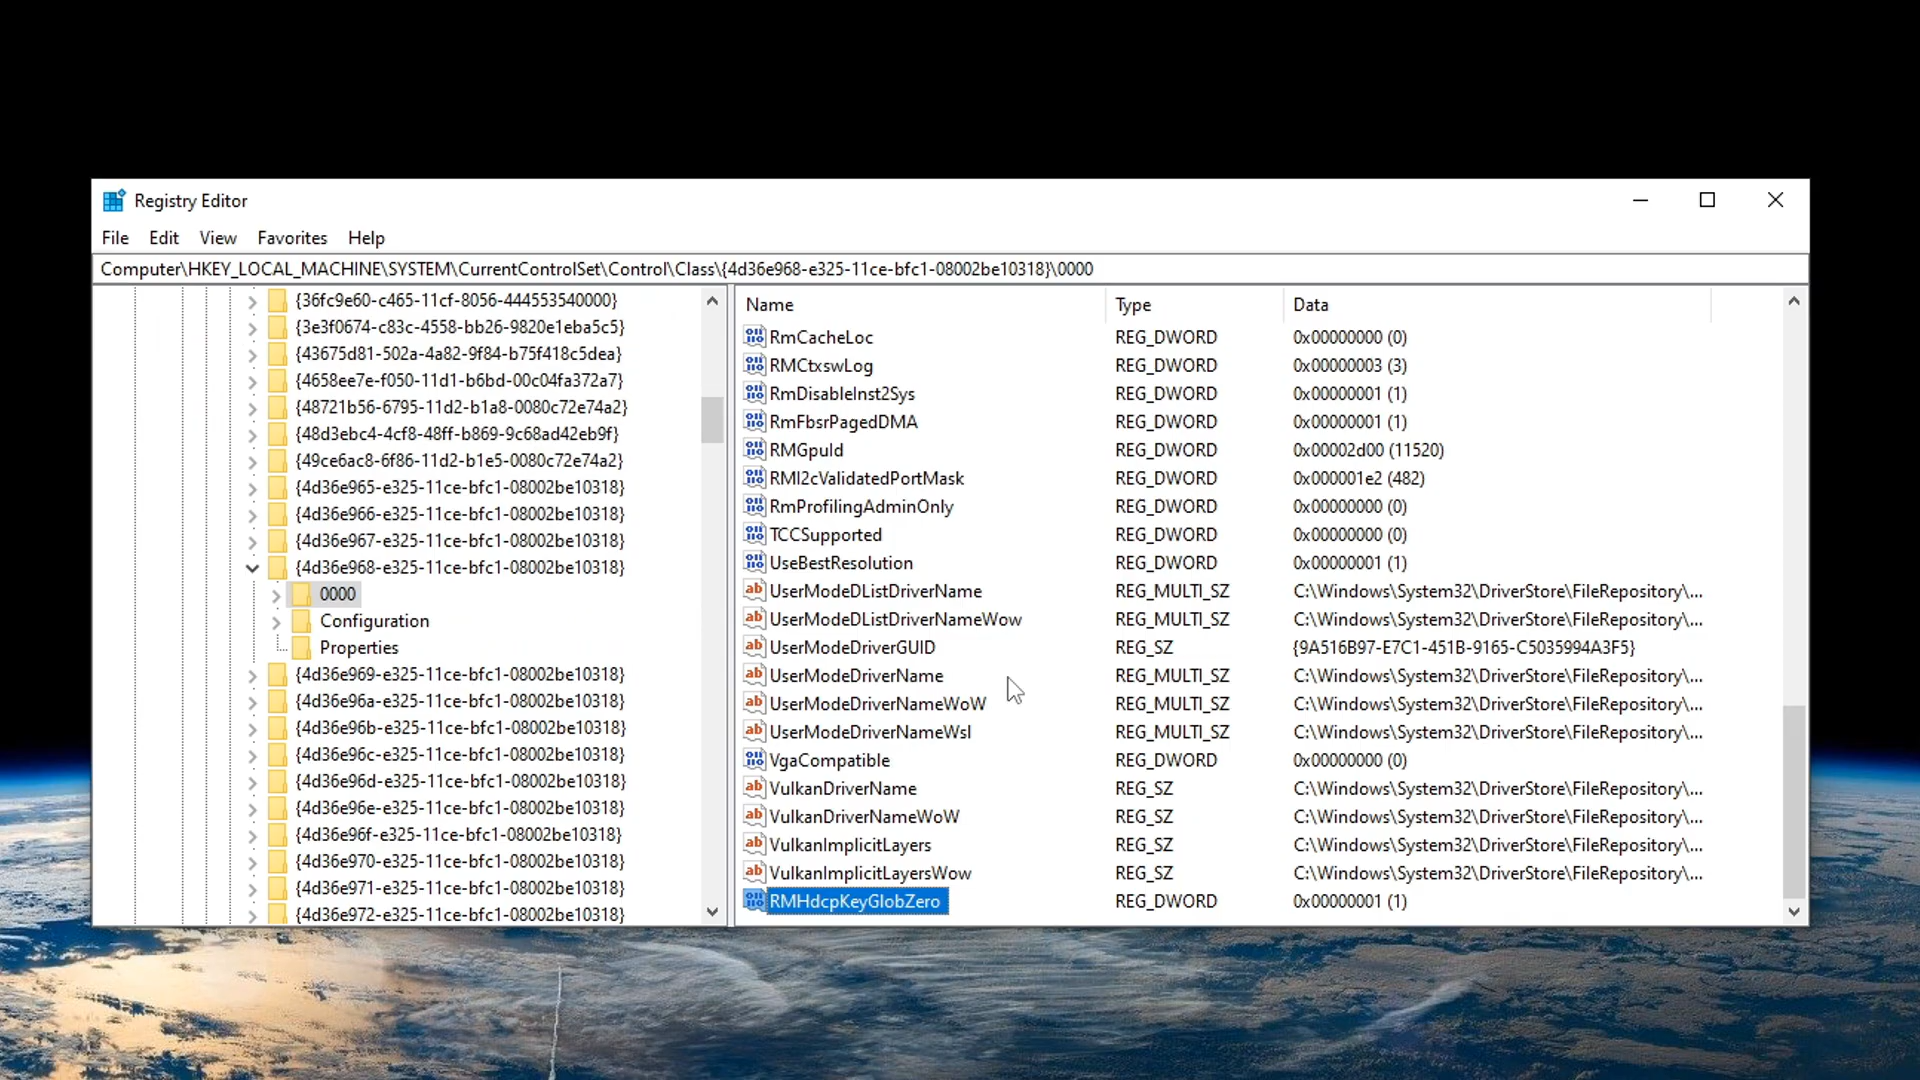 Registry Editor
File Edit View Favorites Help
Computer\HKEY_LOCAL_MACHINE\SYSTEM\CurrentControlSet\Control\Class\{4d36e968-e325-11ce-bfc1-08002be10318}\0000
{36fc9e60-c465-11cf-8056-444553540000}
{3e3f0674-c83c-4558-bb26-9820e1eba5c5}
{43675d81-502a-4a82-9f84-b75f418c5dea}
{4658ee7e-f050-11d1-b6bd-00c04fa372a7}
{48721b56-6795-11d2-b1a8-0080c72e74a2}
{48d3ebc4-4cf8-48ff-b869-9c68ad42eb9f}
{49ce6ac8-6f86-11d2-b1e5-0080c72e74a2}
{4d36e965-e325-11ce-bfc1-08002be10318}
{4d36e966-e325-11ce-bfc1-08002be10318}
{4d36e967-e325-11ce-bfc1-08002be10318}
{4d36e968-e325-11ce-bfc1-08002be10318}
0000
Configuration
Properties
{4d36e969-e325-11ce-bfc1-08002be10318}
{4d36e96a-e325-11ce-bfc1-08002be10318}
{4d36e96b-e325-11ce-bfc1-08002be10318}
{4d36e96c-e325-11ce-bfc1-08002be10318}
{4d36e96d-e325-11ce-bfc1-08002be10318}
{4d36e96e-e325-11ce-bfc1-08002be10318}
{4d36e96f-e325-11ce-bfc1-08002be10318}
{4d36e970-e325-11ce-bfc1-08002be10318}
{4d36e971-e325-11ce-bfc1-08002be10318}
{4d36e972-e325-11ce-bfc1-08002be10318}
Name Type Data
RmCacheLoc REG_DWORD 0x00000000 (0)
RMCtxswLog REG_DWORD 0x00000003 (3)
RmDisableInst2Sys REG_DWORD 0x00000001 (1)
RmFbsrPagedDMA REG_DWORD 0x00000001 (1)
RMGpuId REG_DWORD 0x00002d00 (11520)
RMI2cValidatedPortMask REG_DWORD 0x000001e2 (482)
RmProfilingAdminOnly REG_DWORD 0x00000000 (0)
TCCSupported REG_DWORD 0x00000000 (0)
UseBestResolution REG_DWORD 0x00000001 (1)
UserModeDListDriverName REG_MULTI_SZ C:\Windows\System32\DriverStore\FileRepository\...
UserModeDListDriverNameWow REG_MULTI_SZ C:\Windows\System32\DriverStore\FileRepository\...
UserModeDriverGUID REG_SZ {9A516B97-E7C1-451B-9165-C5035994A3F5}
UserModeDriverName REG_MULTI_SZ C:\Windows\System32\DriverStore\FileRepository\...
UserModeDriverNameWoW REG_MULTI_SZ C:\Windows\System32\DriverStore\FileRepository\...
UserModeDriverNameWsl REG_MULTI_SZ C:\Windows\System32\DriverStore\FileRepository\...
VgaCompatible REG_DWORD 0x00000000 (0)
VulkanDriverName REG_SZ C:\Windows\System32\DriverStore\FileRepository\...
VulkanDriverNameWoW REG_SZ C:\Windows\System32\DriverStore\FileRepository\...
VulkanImplicitLayers REG_SZ C:\Windows\System32\DriverStore\FileRepository\...
VulkanImplicitLayersWow REG_SZ C:\Windows\System32\DriverStore\FileRepository\...
RMHdcpKeyGlobZero REG_DWORD 0x00000001 (1)